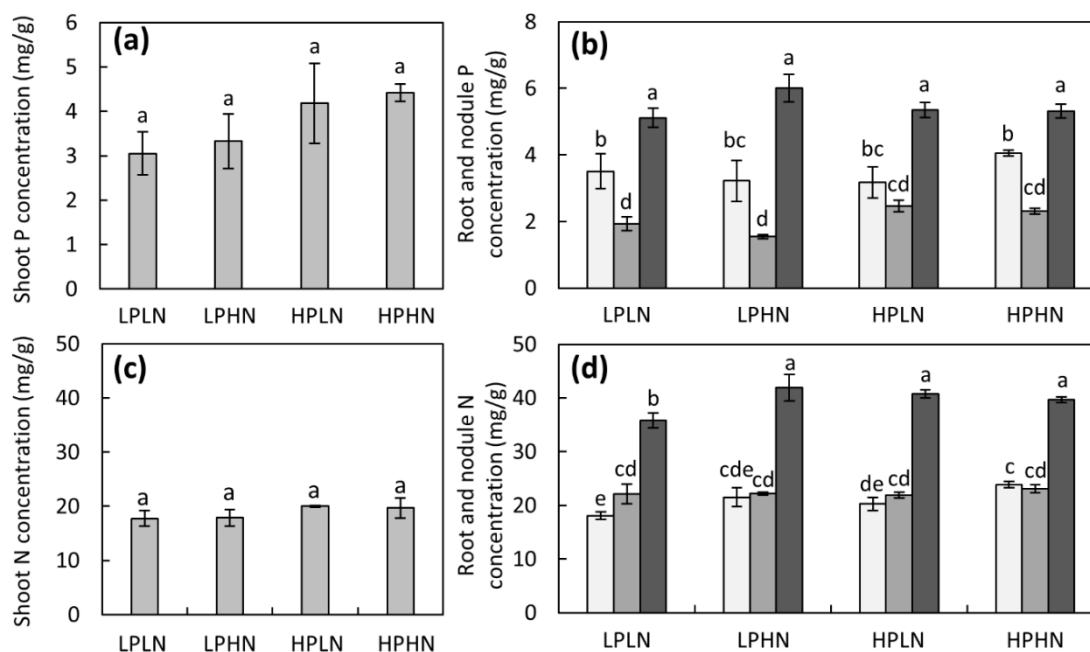 (a)
Shoot P concentration (mg/g)
6
5
4
3
2
1
0
a
a
a
a
LPLN LPHN HPLN HPHN
(b)
Root and nodule P
concentration (mg/g)
8
6
4
2
0
b d a
bc d a
bc cd a
b cd a
LPLN LPHN HPLN HPHN
(c)
Shoot N concentration (mg/g)
50
40
30
20
10
0
a
a
a
a
LPLN LPHN HPLN HPHN
(d)
Root and nodule N
concentration (mg/g)
50
40
30
20
10
0
e cd b
cde cd a
de cd a
c cd a
LPLN LPHN HPLN HPHN